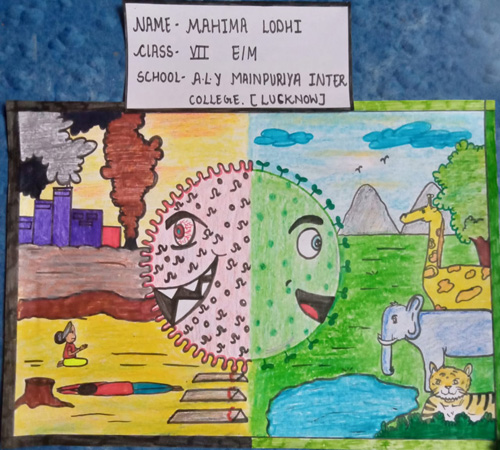 NAME- MAHIMA LODHI
CLASS- VII E/M
SCHOOL- A.L.Y MAINPURIYA INTER
COLLEGE. [LUCKNOW]